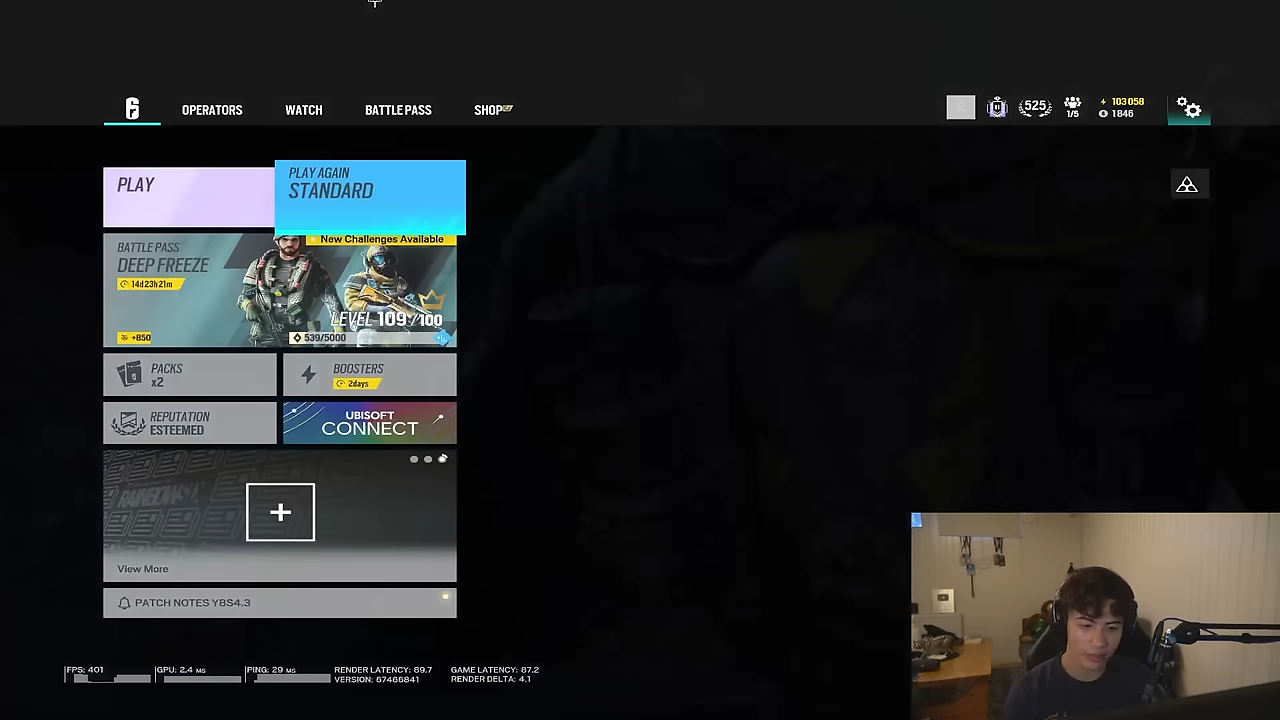 OPERATORS
WATCH
BATTLE PASS
SHOP
525
1/5
103 058
1846
PLAY
PLAY AGAIN
STANDARD
New Challenges Available
BATTLE PASS
DEEP FREEZE
14d23h21m
LEVEL 109/100
+850
539/5000
PACKS
x2
BOOSTERS
2days
REPUTATION
ESTEEMED
UBISOFT
CONNECT
View More
PATCH NOTES Y8S4.3
FPS: 401
GPU: 2.4 MS
PING: 29 MS
RENDER LATENCY: 89.7
VERSION: 57466841
GAME LATENCY: 87.2
RENDER DELTA: 4.1